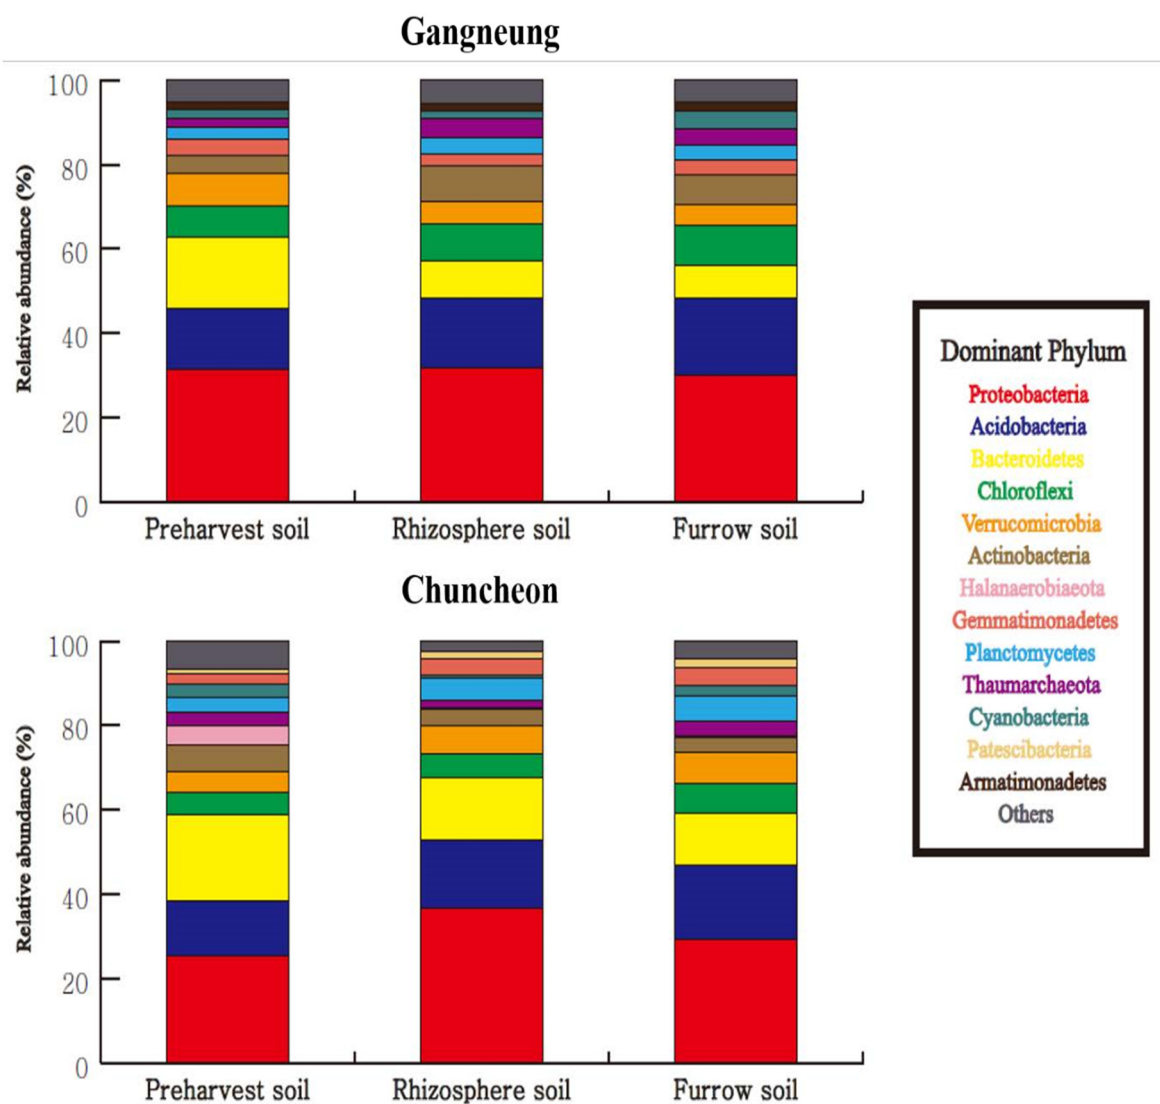 Gangneung
Relative abundance (%)
100
80
60
40
20
0
Preharvest soil
Rhizosphere soil
Furrow soil
Chuncheon
Relative abundance (%)
100
80
60
40
20
0
Preharvest soil
Rhizosphere soil
Furrow soil
Dominant Phylum
Proteobacteria
Acidobacteria
Bacteroidetes
Chloroflexi
Verrucomicrobia
Actinobacteria
Halanaerobiaeota
Gemmatimonadetes
Planctomycetes
Thaumarchaeota
Cyanobacteria
Patescibacteria
Armatimonadetes
Others